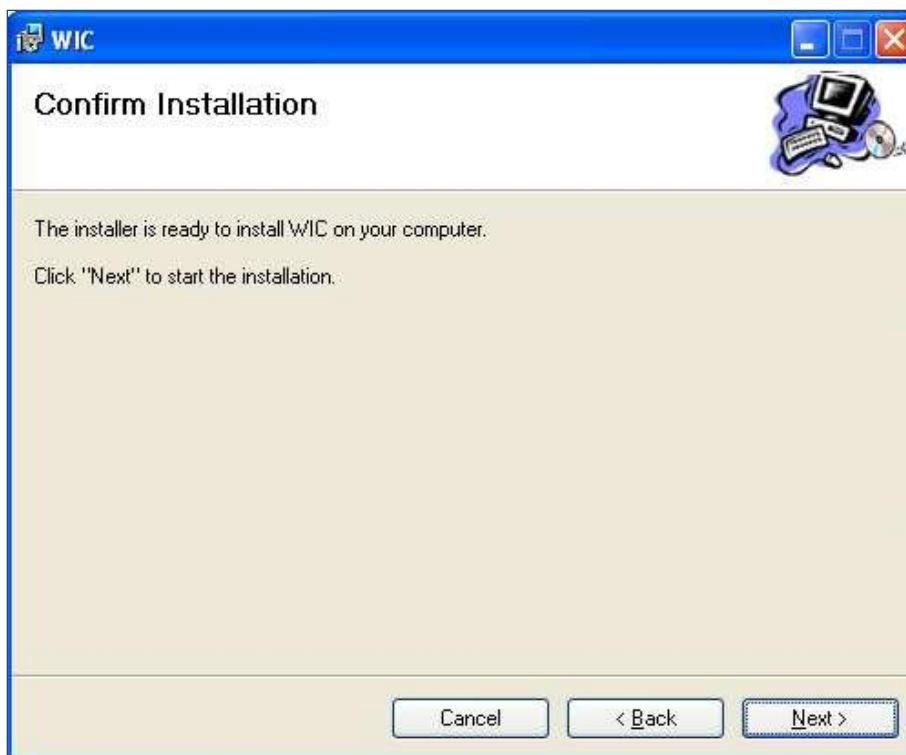 WIC
Confirm Installation
The installer is ready to install WIC on your computer.
Click "Next" to start the installation.
Cancel
< Back
Next >